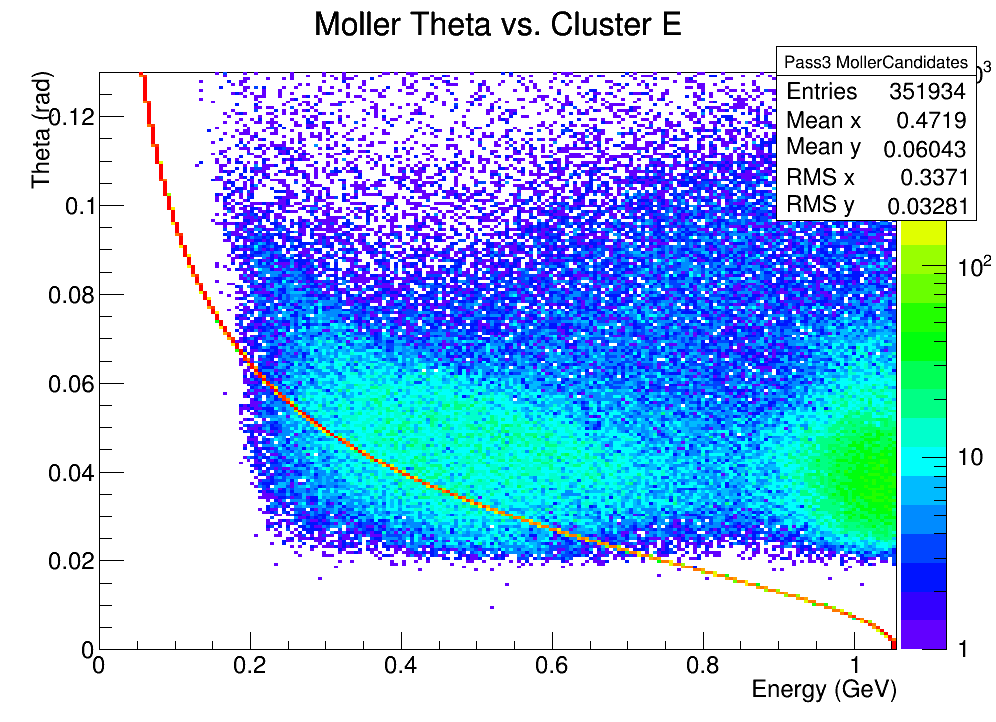 Moller Theta vs. Cluster E
Pass3 MollerCandidates
Entries 351934
Mean x 0.4719
Mean y 0.06043
RMS x 0.3371
RMS y 0.03281
Theta (rad)
0.12
0.1
0.08
0.06
0.04
0.02
0
0 0.2 0.4 0.6 0.8 1
Energy (GeV)
10²
10
1